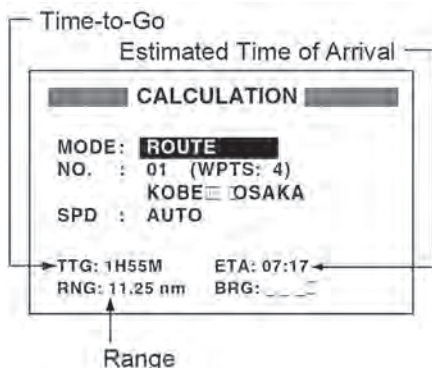 Time-to-Go
Estimated Time of Arrival
CALCULATION
MODE: ROUTE
NO. : 01 (WPTS: 4)
KOBE OSAKA
SPD : AUTO
TTG: 1H55M ETA: 07:17
RNG: 11.25 nm BRG: _ _ _
Range